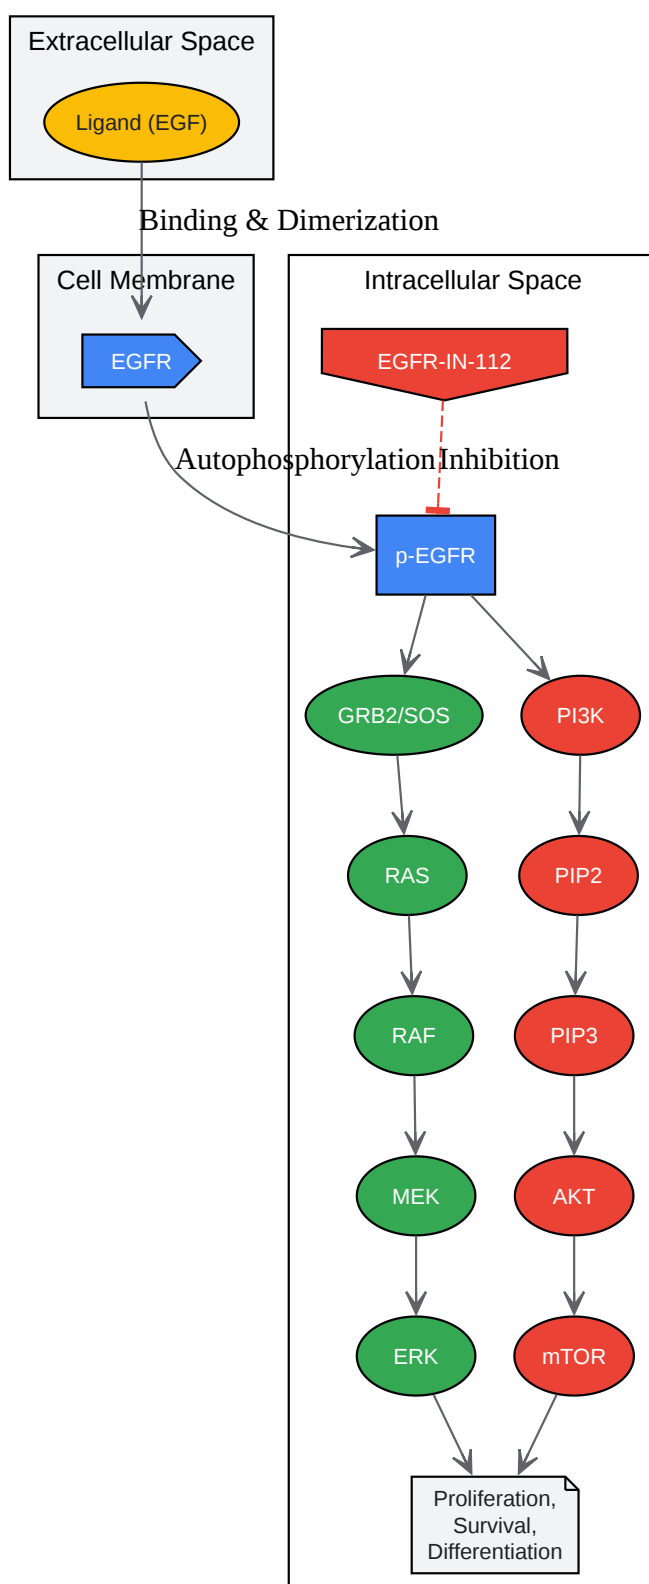 Extracellular Space
Ligand (EGF)
Binding & Dimerization
Cell Membrane
EGFR
Intracellular Space
EGFR-IN-112
Autophosphorylation
Inhibition
p-EGFR
GRB2/SOS
PI3K
RAS
PIP2
RAF
PIP3
MEK
AKT
ERK
mTOR
Proliferation,
Survival,
Differentiation